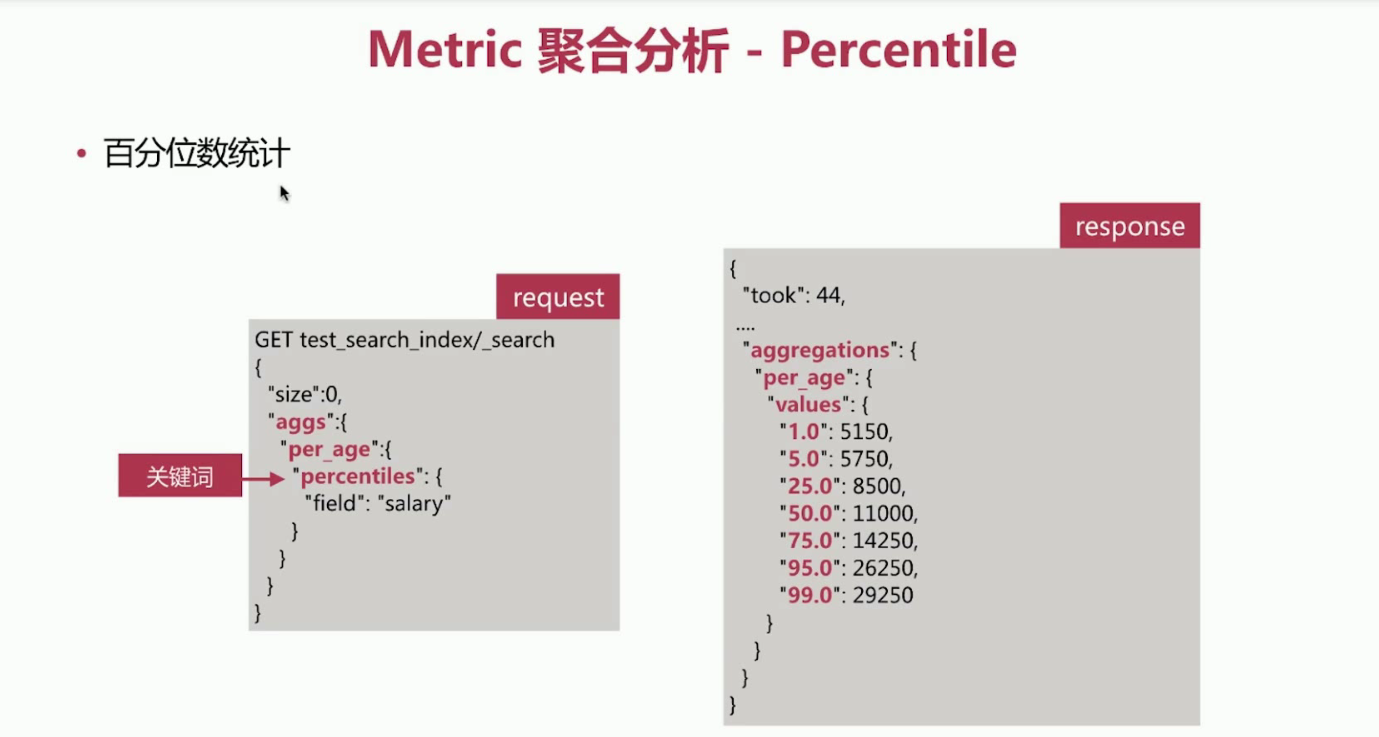 Metric 聚合分析 - Percentile
• 百分位数统计
request
GET test_search_index/_search
{
"size":0,
"aggs":{
"per_age":{
关键词
"percentiles": {
"field": "salary"
}
}
}
}
response
{
"took": 44,
....
"aggregations": {
"per_age": {
"values": {
"1.0": 5150,
"5.0": 5750,
"25.0": 8500,
"50.0": 11000,
"75.0": 14250,
"95.0": 26250,
"99.0": 29250
}
}
}
}